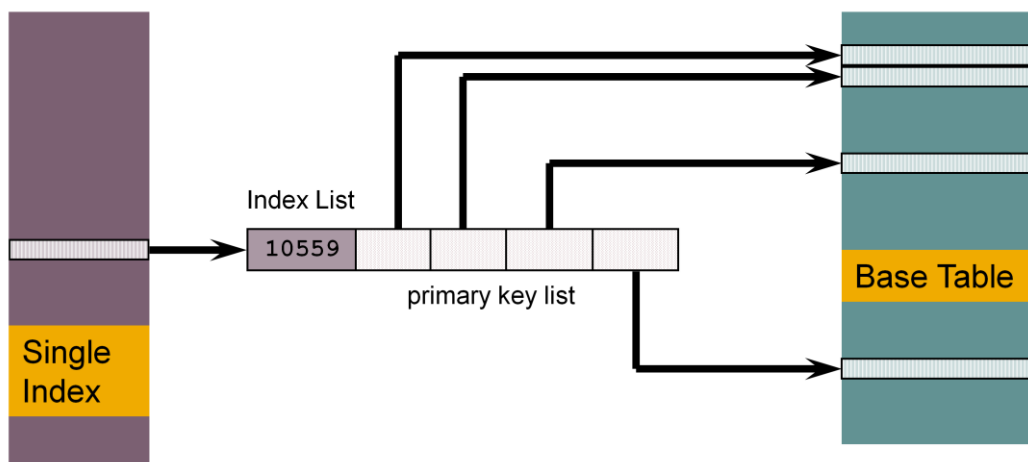 Index List
10559
primary key list
Single
Index
Base Table